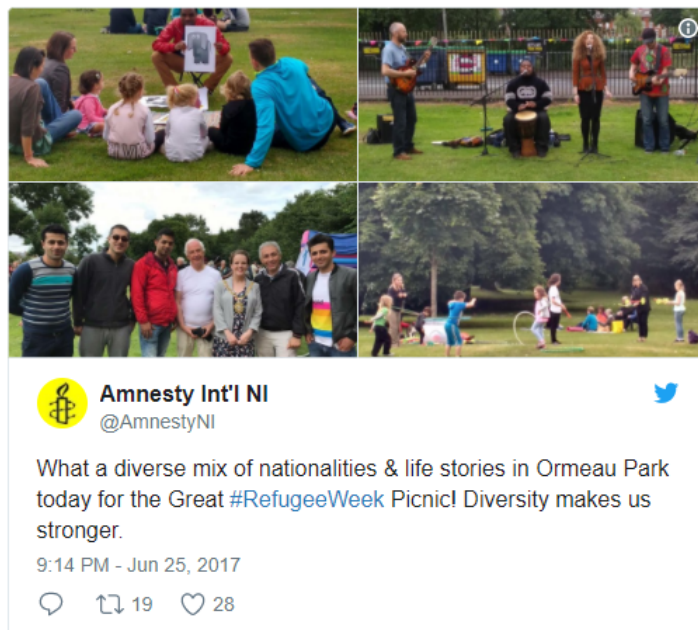 Amnesty Int'l NI
@AmnestyNI
What a diverse mix of nationalities & life stories in Ormeau Park
today for the Great #RefugeeWeek Picnic! Diversity makes us
stronger.
9:14 PM - Jun 25, 2017
19
28